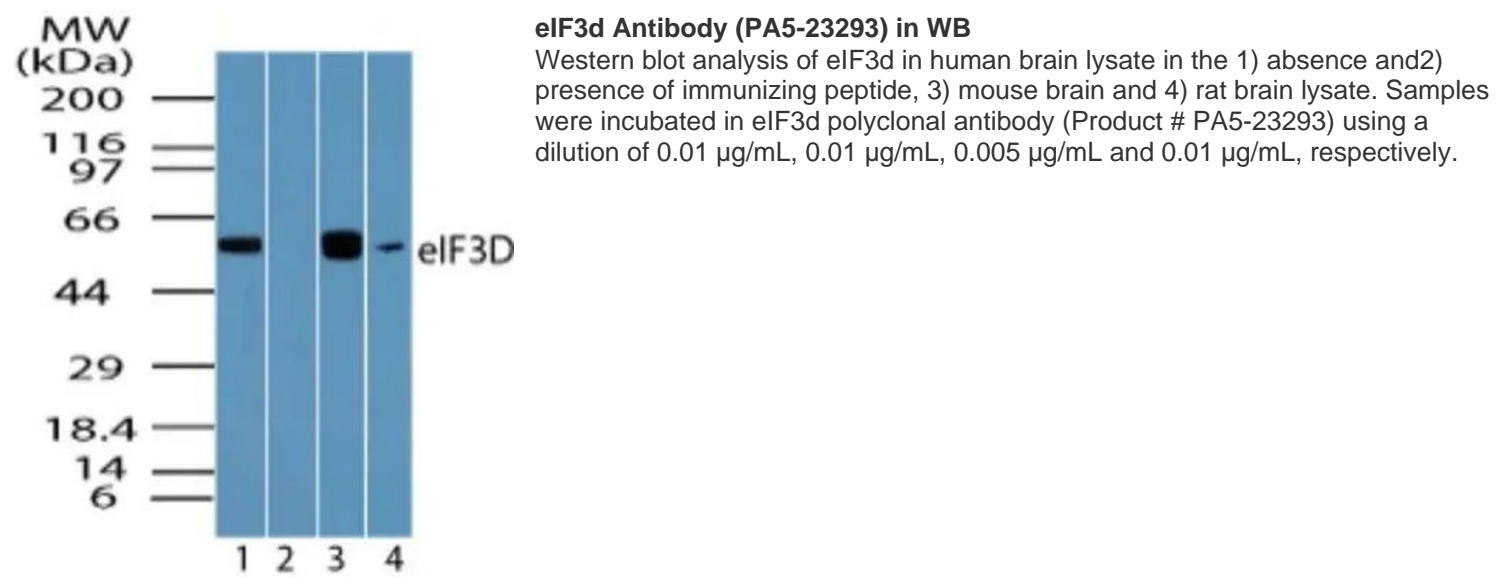 MW
(kDa)
200
116
97
66
44
29
18.4
14
6
eIF3D
1 2 3 4
eIF3d Antibody (PA5-23293) in WB
Western blot analysis of eIF3d in human brain lysate in the 1) absence and2)
presence of immunizing peptide, 3) mouse brain and 4) rat brain lysate. Samples
were incubated in eIF3d polyclonal antibody (Product # PA5-23293) using a
dilution of 0.01 µg/mL, 0.01 µg/mL, 0.005 µg/mL and 0.01 µg/mL, respectively.